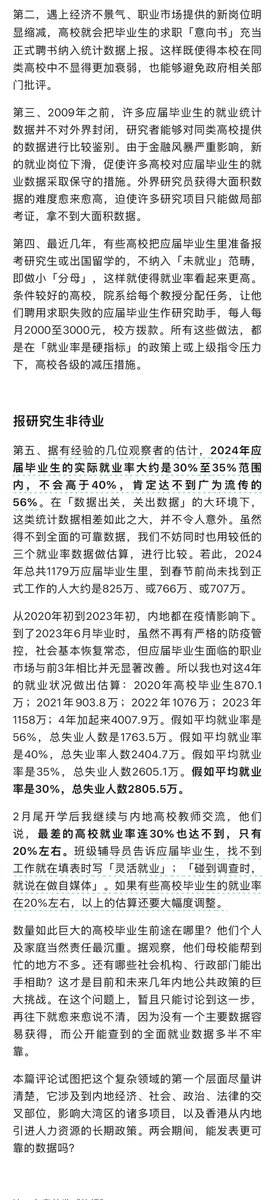 第二，遇上经济不景气、职业市场提供的新岗位明
显缩减，高校就会把毕业生的求职「意向书」充当
正式聘书纳入统计数据上报。这样既使得本校在同
类高校中不显得更加衰弱，也能够避免政府相关部
门批评。
第三、2009年之前，许多应届毕业生的就业统计
数据并不对外界封闭，研究者能够对同类高校提供
的数据进行比较鉴别。由于金融风暴严重影响，新
的就业岗位下滑，促使许多高校对应届毕业生的就
业数据采取保守的措施。外界研究员获得大面积数
据的难度愈来愈高，迫使许多研究项目只能做局部
考证，拿不到大面积数据。
第四、最近几年，有些高校把应届毕业生里准备报
考研究生或出国留学的，不纳入「未就业」范畴，
即做小「分母」，这样就使得就业率看起来更高。
条件较好的高校，院系给每个教授分配任务，让他
们聘用求职失败的应届毕业生作研究助手，每人每
月2000至3000元，校方拨款。所有这些做法，都
是在「就业率是硬指标」的政策上或上级指令压力
下，高校各级的减压措施。
报研究生非待业
第五、据有经验的几位观察者的估计，2024年应
届毕业生的实际就业率大约是30%至35%范围
内，不会高于40%，肯定达不到广为流传的
56%。在「数据出关，关出数据」的大环境下，
这类统计数据相差如此之大，并不令人意外。虽然
得不到全面的可靠数据，我们不妨同时也用较低的
三个就业率数据做估算，进行比较。若此，2024
年总共1179万应届毕业生里，到春节前尚未找到正
式工作的人大约是825万、或766万、或707万。
从2020年初到2023年初，内地都在疫情影响下。
到了2023年6月毕业时，虽然不再有严格的防疫管
控，社会基本恢复常态，但应届毕业生面临的职业
市场与前3年相比并无显著改善。所以我也对这4年
的就业状况做出估算：2020年高校毕业生870.1
万；2021年903.8万；2022年1076万；2023年
1158万；4年加起来4007.9万。假如平均就业率是
56%，总失业人数是1763.5万。假如平均就业率
是40%，总失业率人数2404.7万。假如平均就业
率是35%，总失业人数2605.1万。假如平均就业
率是30%，总失业人数2805.5万。
2月尾开学后我继续与内地高校教师交流，他们
说，最差的高校就业率连30%也达不到，只有
20%左右。班级辅导员告诉应届毕业生，找不到
工作就在填表时写「灵活就业」；「碰到调查时，
就说在做自媒体」。如果有些高校毕业生的就业率
在20%左右，以上的估算还要大幅度调整。
数量如此巨大的高校毕业生前途在哪里？他们个人
及家庭当然责任最沉重。据观察，他们母校能帮到
忙的地方不多。还有哪些社会机构、行政部门能出
手相助？这才是目前和未来几年内地公共政策的巨
大挑战。在这个问题上，暂且只能讨论到这一步，
再往下就愈来愈说不清，因为没有一个主要数据容
易获得，而公开能查到的全面就业数据多半不牢
靠。
本篇评论试图把这个复杂领域的第一个层面尽量讲
清楚，它涉及到内地经济、社会、政治、法律的交
叉部位，影响大湾区的诸多项目，以及香港从内地
引进人力资源的长期政策。两会期间，能发表更可
靠的数据吗？